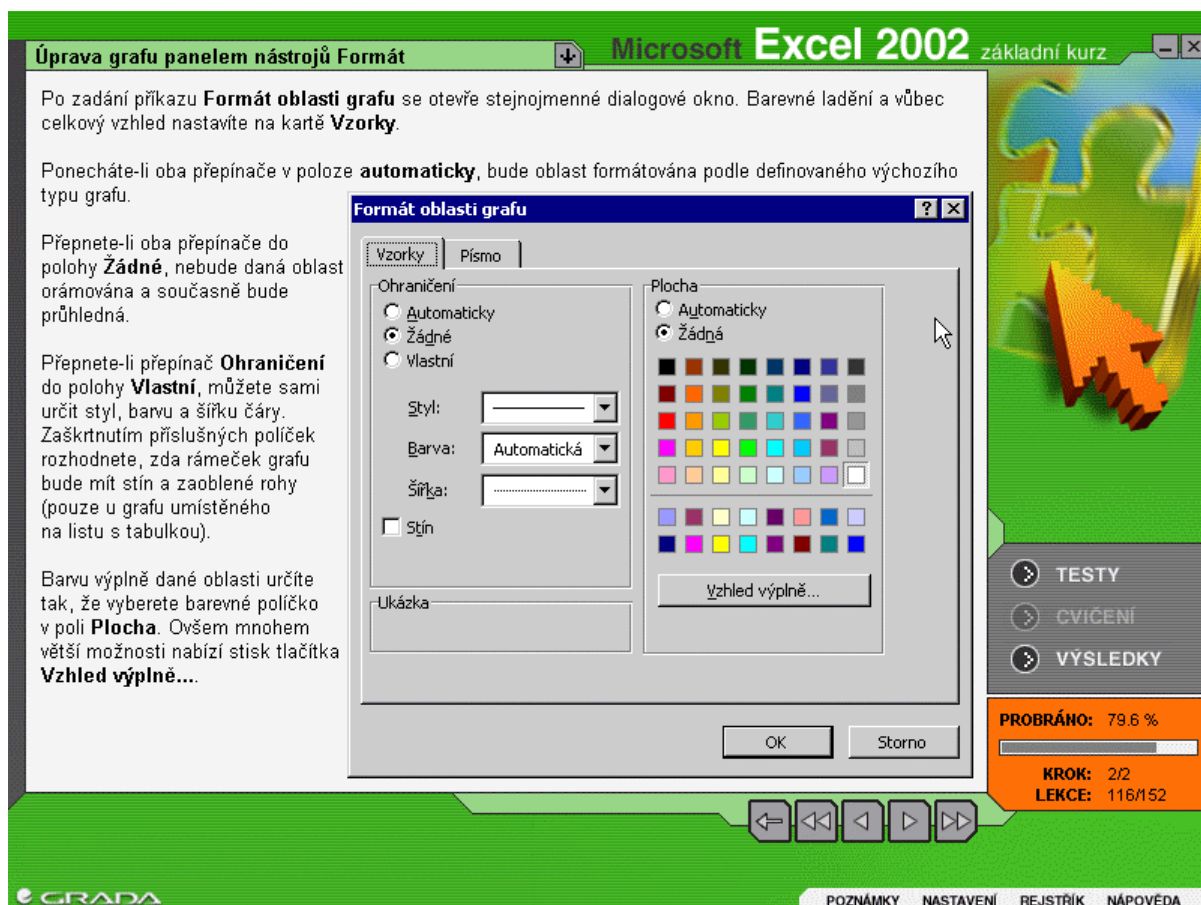 Úprava grafu panelem nástrojů Formát
Microsoft Excel 2002 základní kurz
Po zadání příkazu Formát oblasti grafu se otevře stejnojmenné dialogové okno. Barevné ladění a vůbec
celkový vzhled nastavíte na kartě Vzorky.
Ponecháte-li oba přepínače v poloze automaticky, bude oblast formátována podle definovaného výchozího
typu grafu.
Přepnete-li oba přepínače do
polohy Žádné, nebude daná oblast
orámována a současně bude
průhledná.
Přepnete-li přepínač Ohraničení
do polohy Vlastní, můžete sami
určit styl, barvu a šířku čáry.
Zaškrtnutím příslušných políček
rozhodnete, zda rámeček grafu
bude mít stín a zaoblené rohy
(pouze u grafu umístěného
na listu s tabulkou).
Barvu výplně dané oblasti určíte
tak, že vyberete barevné políčko
v poli Plocha. Ovšem mnohem
větší možnosti nabízí stisk tlačítka
Vzhled výplně....
Formát oblasti grafu
Vzorky Písmo
Ohraničení
Automaticky
Žádné
Vlastní
Styl:
Barva: Automatická
Šířka:
Stín
Ukázka
Plocha
Automaticky
Žádná
Vzhled výplně...
OK Storno
TESTY
CVIČENÍ
VÝSLEDKY
PROBRÁNO: 79.6 %
KROK: 2/2
LEKCE: 116/152
GRADA
POZNÁMKY NASTAVENÍ REJSTŘÍK NÁPOVĚDA